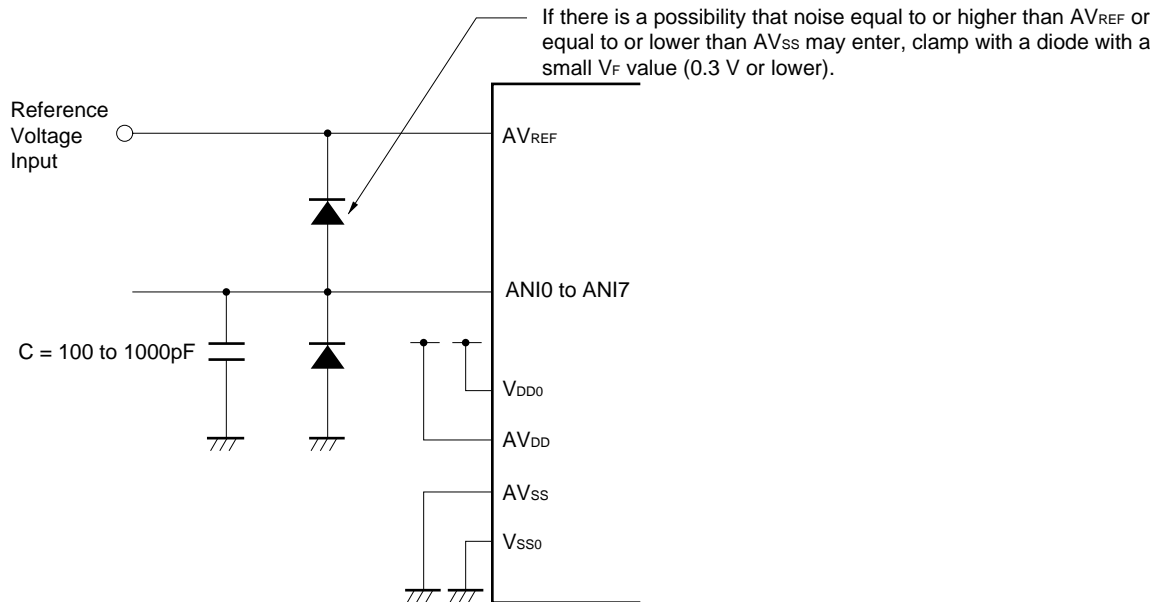 If there is a possibility that noise equal to or higher than AVREF or
equal to or lower than AVSS may enter, clamp with a diode with a
small VF value (0.3 V or lower).
Reference
Voltage
Input
AVREF
ANI0 to ANI7
C = 100 to 1000pF
VDD0
AVDD
AVSS
VSS0